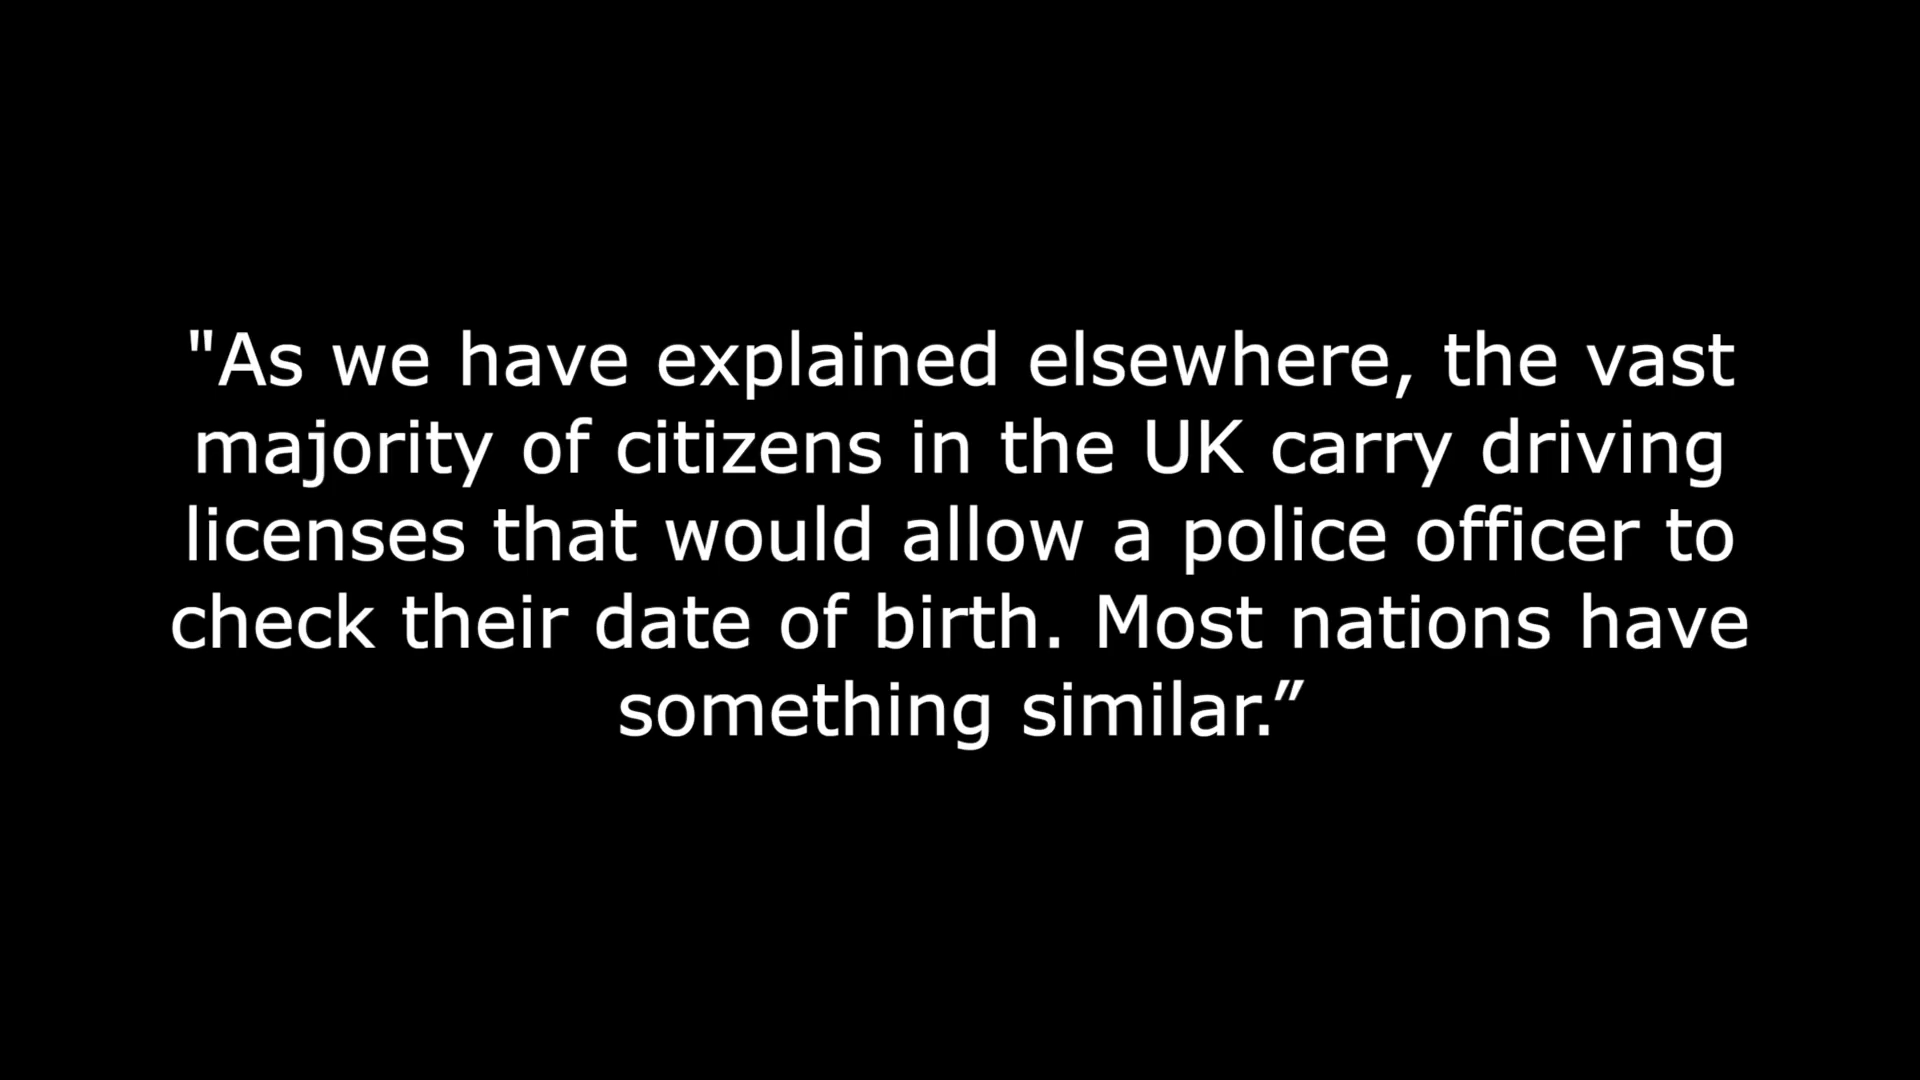 "As we have explained elsewhere, the vast
majority of citizens in the UK carry driving
licenses that would allow a police officer to
check their date of birth. Most nations have
something similar.”